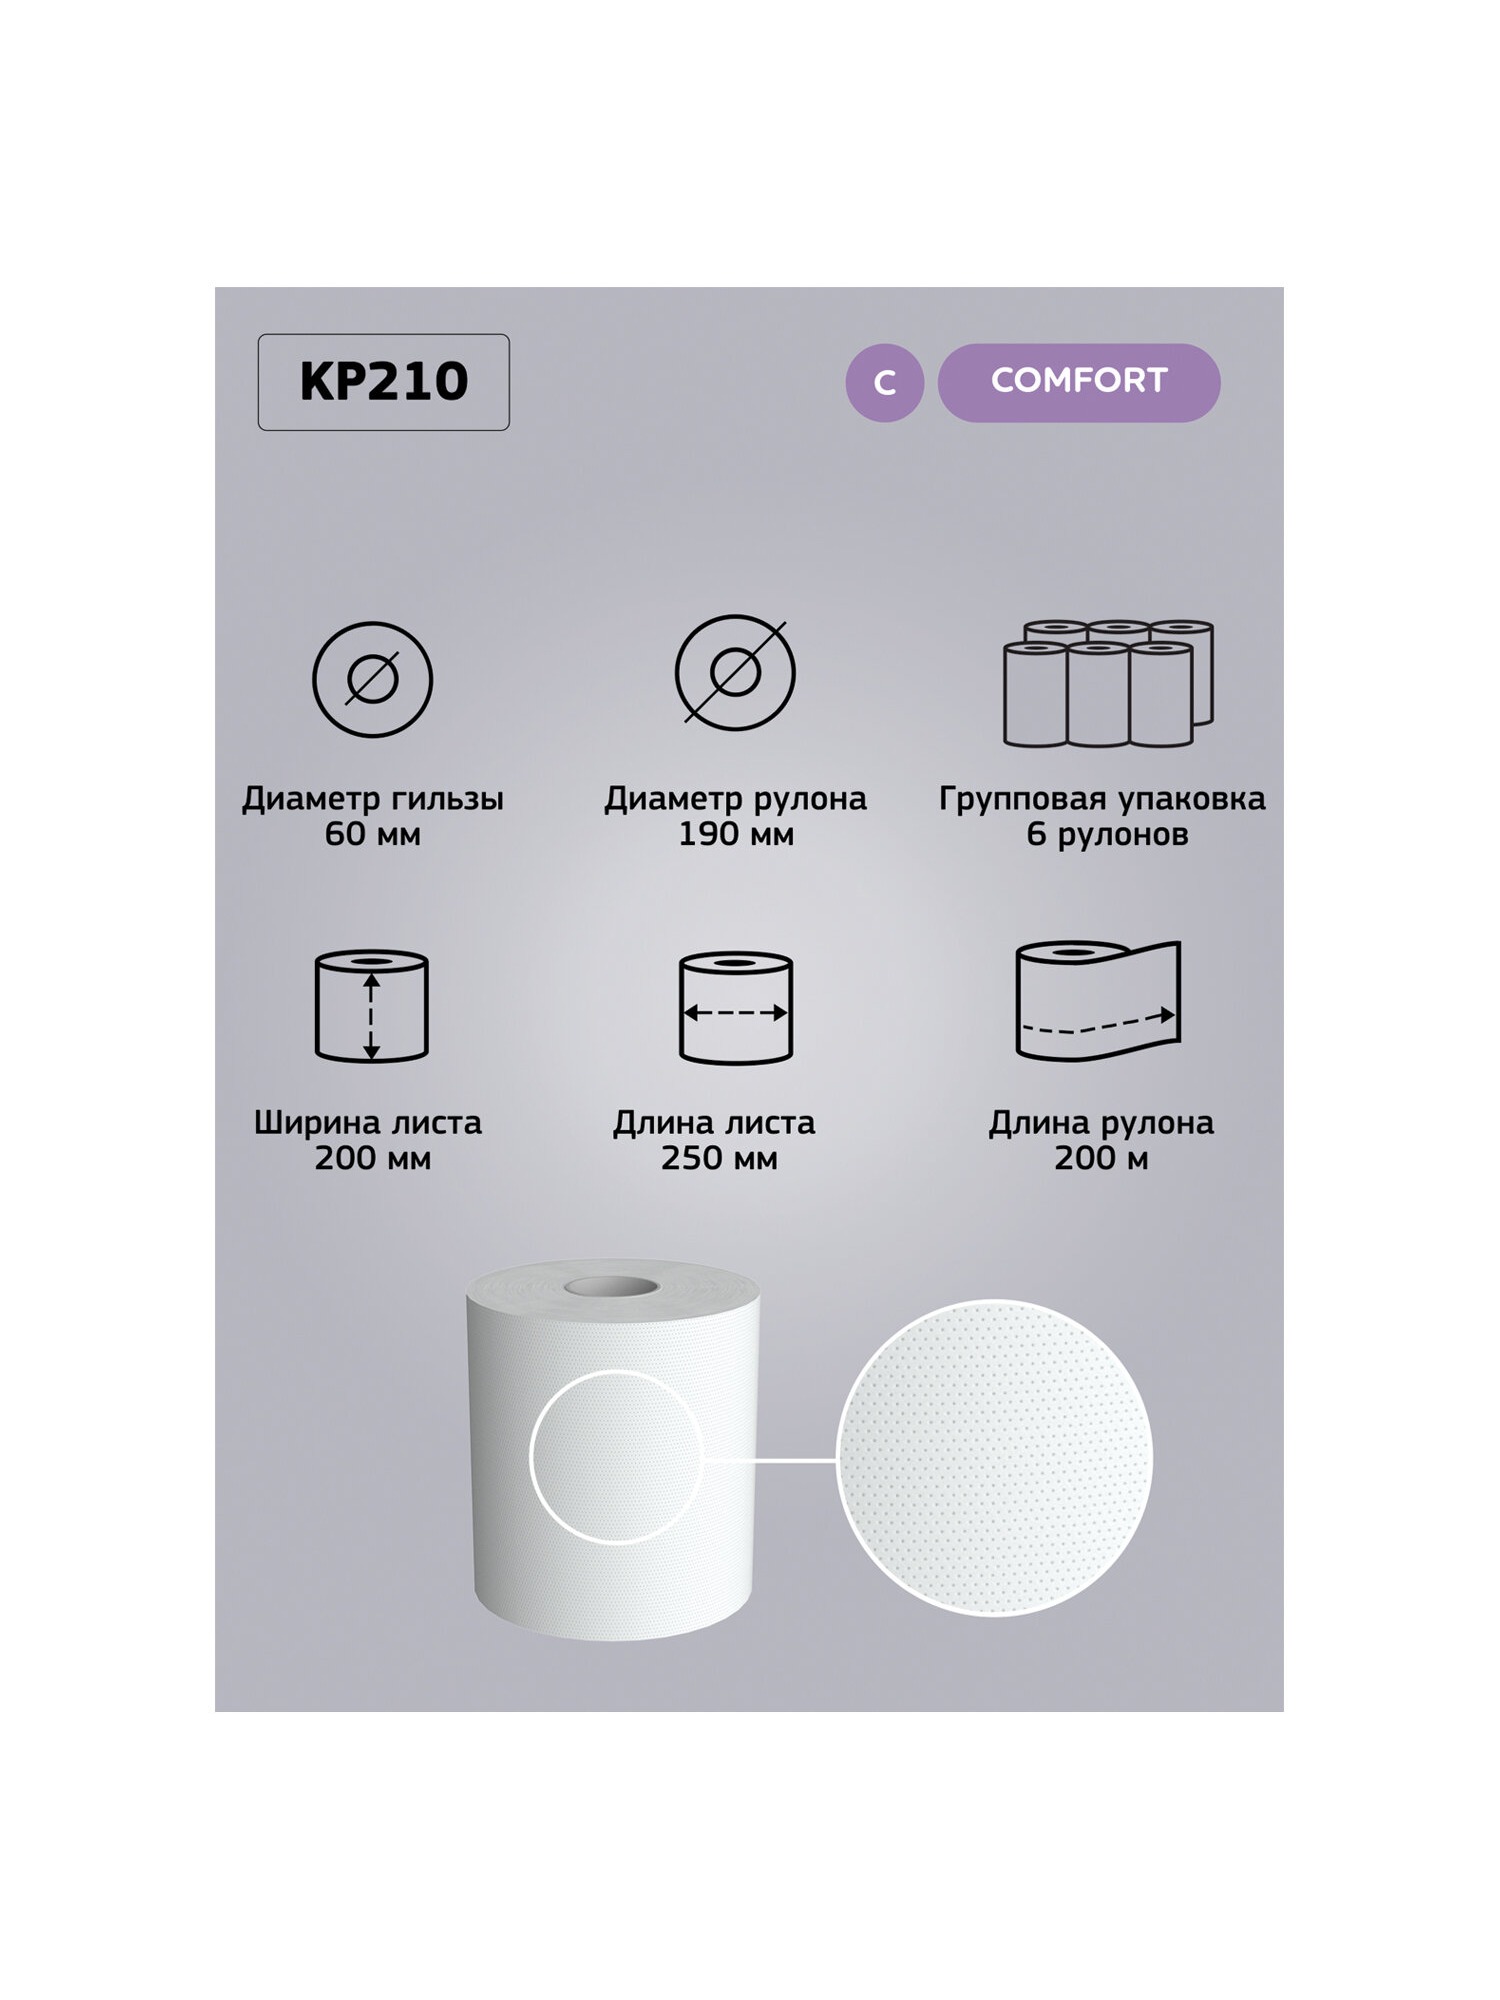 KP210
C COMFORT
Диаметр гильзы
60 мм
Диаметр рулона
190 мм
Групповая упаковка
6 рулонов
Ширина листа
200 мм
Длина листа
250 мм
Длина рулона
200 м